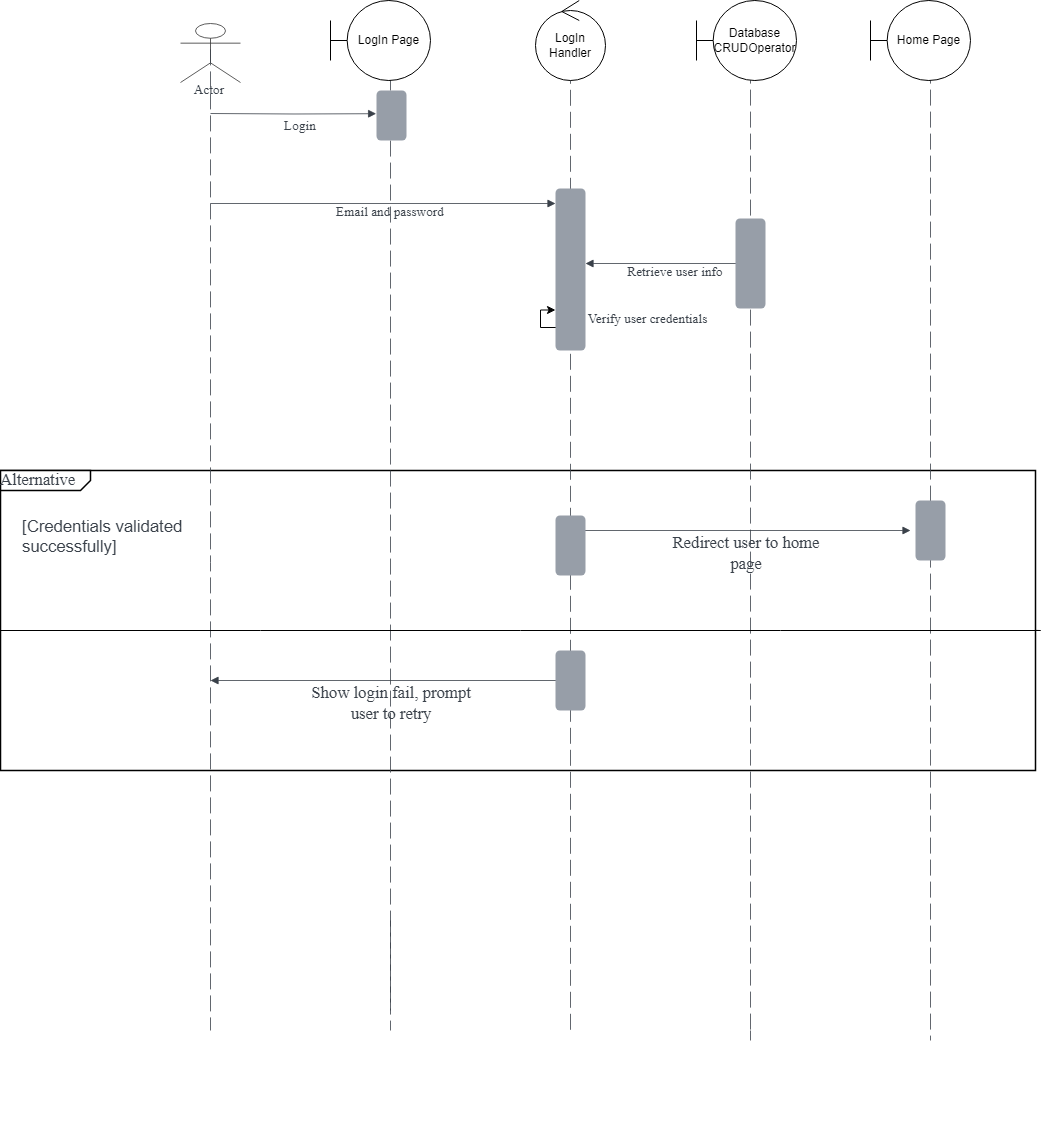 Actor
LogIn Page
LogIn
Handler
Database
CRUDOperator
Home Page
Login
Email and password
Retrieve user info
Verify user credentials
Alternative
[Credentials validated
successfully]
Redirect user to home
page
Show login fail, prompt
user to retry